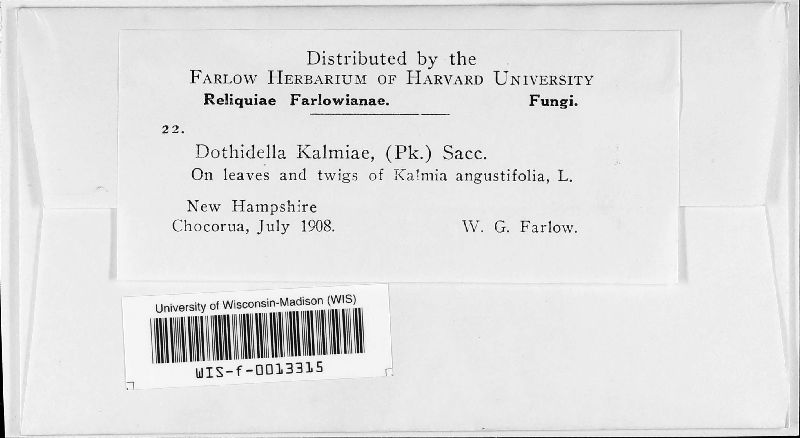 Distributed by the
Farlow Herbarium of Harvard University
Reliquiae Farlowianae. Fungi.
22.
Dothidella Kalmiae, (Pk.) Sacc.
On leaves and twigs of Kalmia angustifolia, L.
New Hampshire
Chocorua, July 1908. W. G. Farlow.
University of Wisconsin-Madison (WIS)
WIS-f-0013315